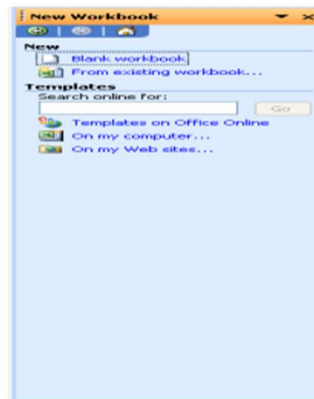 New Workbook
New
Blank workbook
From existing workbook...
Templates
Search online for:
Go
Templates on Office Online
On my computer...
On my Web sites...